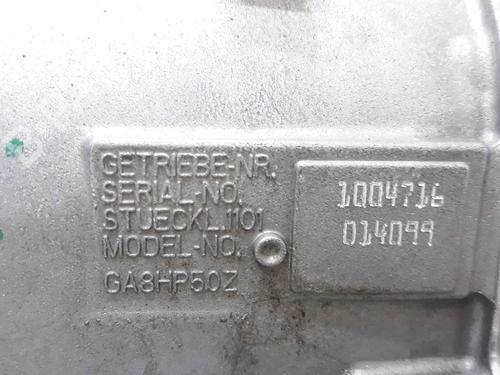 GETRIEBE-NR.
SERIAL-NO.
STUECKL.1101
MODEL-NO.
GA8HP50Z
1004716
014099